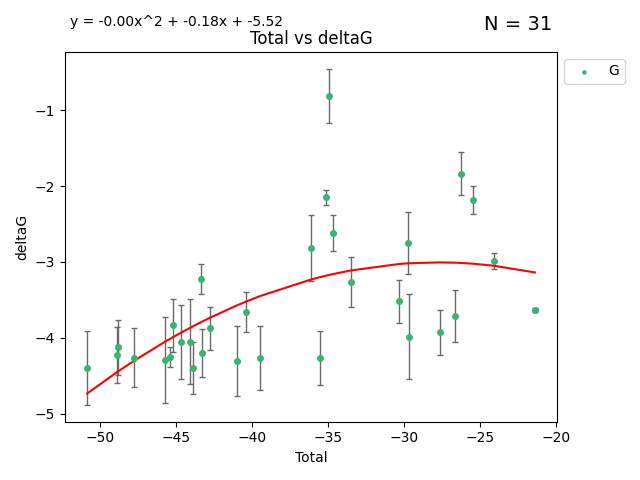 y = -0.00x^2 + -0.18x + -5.52
N = 31
Total vs deltaG
G
deltaG
−1
−2
−3
−4
−5
−50
−45
−40
−35
−30
−25
−20
Total